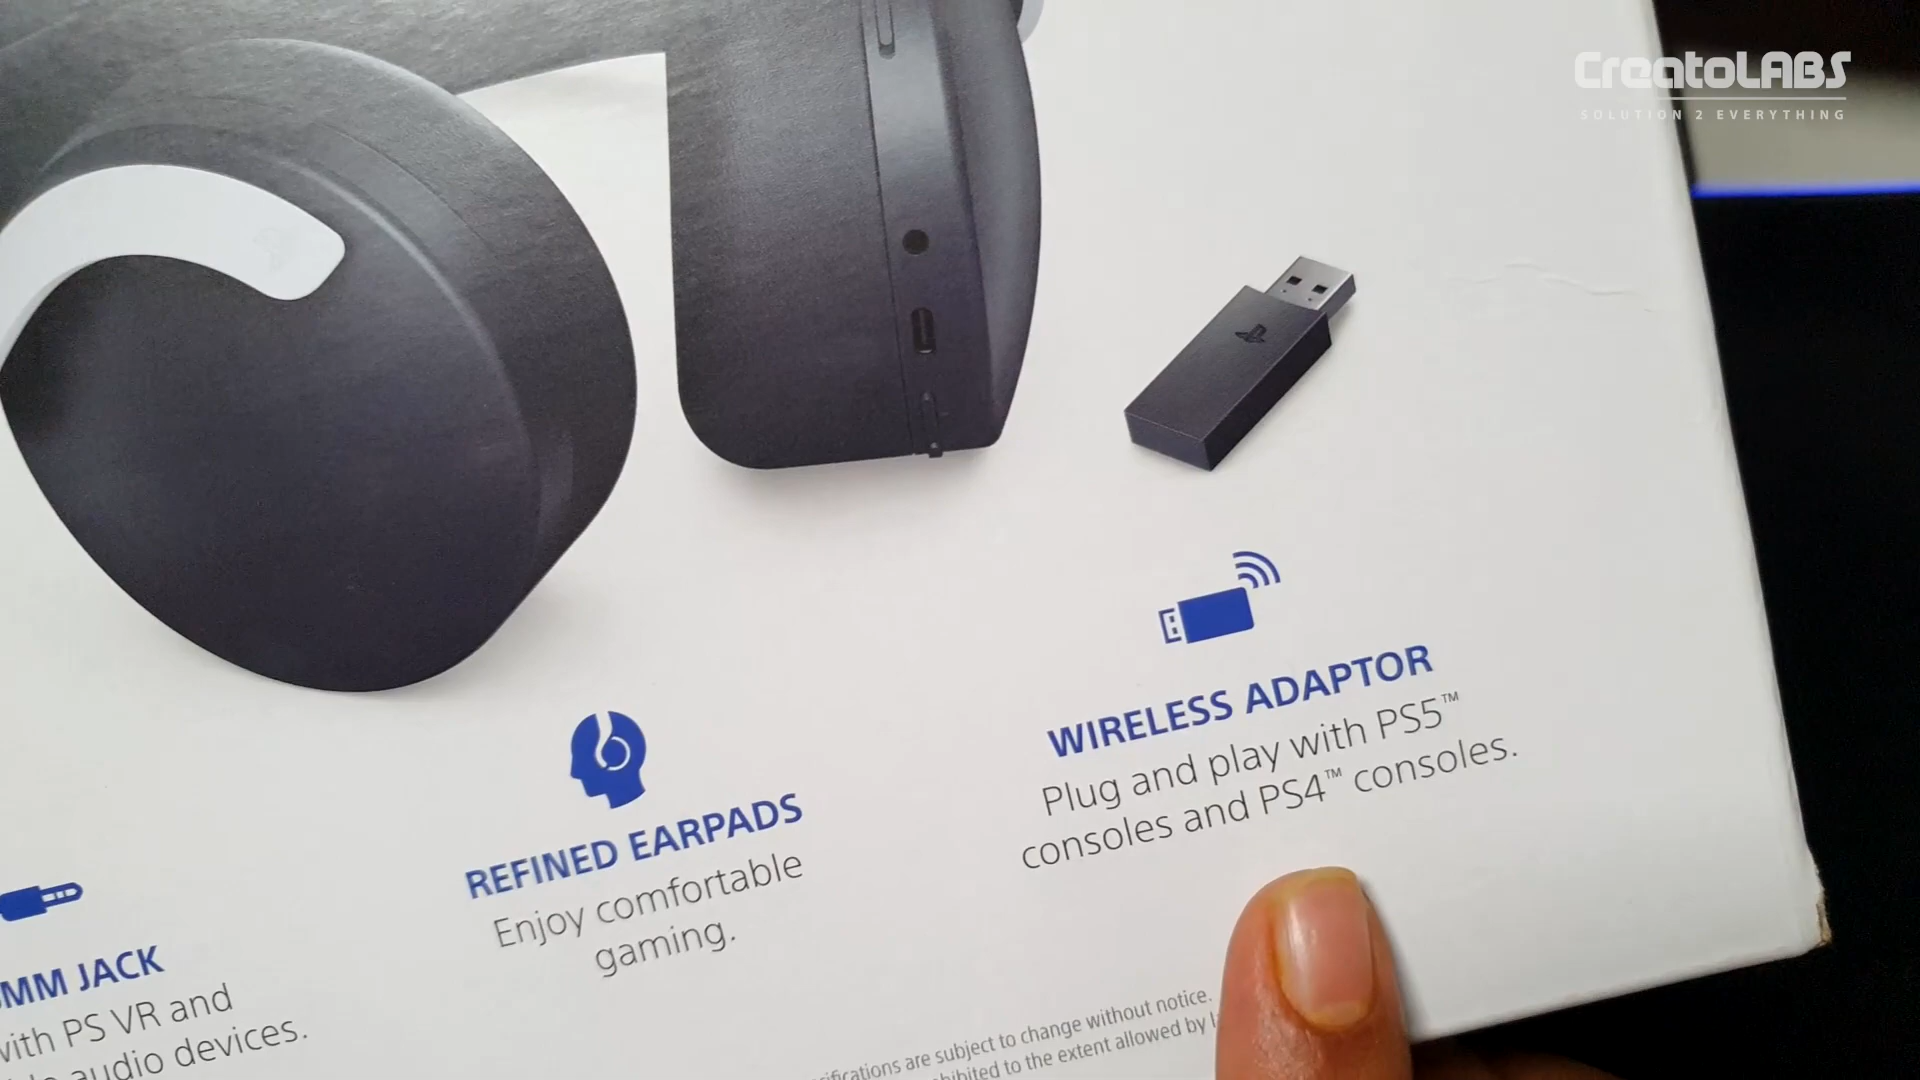 CreatoLABS
SOLUTION 2 EVERYTHING
WIRELESS ADAPTOR
Plug and play with PS5™
consoles and PS4™ consoles.
REFINED EARPADS
Enjoy comfortable
gaming.
MM JACK
with PS VR and
audio devices.
are subject to change without notice.
to the extent allowed by